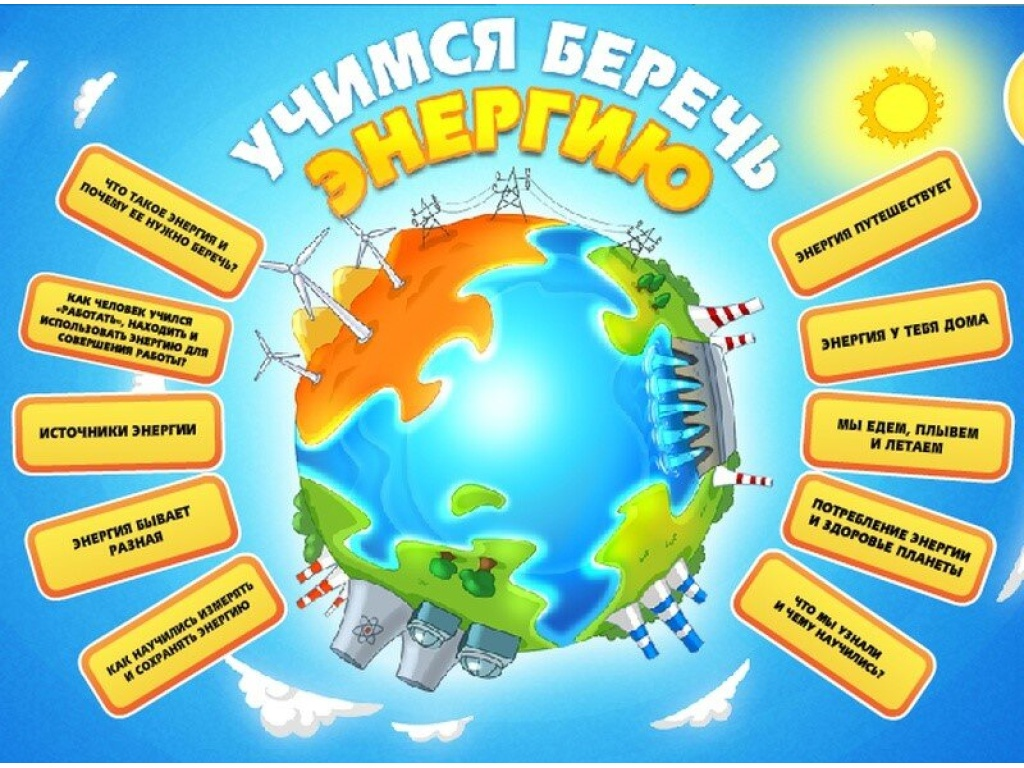 УЧИМСЯ БЕРЕЧЬ
ЭНЕРГИЮ
ЧТО ТАКОЕ ЭНЕРГИЯ И
ПОЧЕМУ ЕЕ НУЖНО БЕРЕЧЬ?
КАК ЧЕЛОВЕК УЧИЛСЯ
«РАБОТАТЬ», НАХОДИТЬ И
ИСПОЛЬЗОВАТЬ ЭНЕРГИЮ ДЛЯ
СОВЕРШЕНИЯ РАБОТЫ?
ИСТОЧНИКИ ЭНЕРГИИ
ЭНЕРГИЯ БЫВАЕТ
РАЗНАЯ
КАК НАУЧИЛИСЬ ИЗМЕРЯТЬ
И СОХРАНЯТЬ ЭНЕРГИЮ
ЭНЕРГИЯ ПУТЕШЕСТВУЕТ
ЭНЕРГИЯ У ТЕБЯ ДОМА
МЫ ЕДЕМ, ПЛЫВЕМ
И ЛЕТАЕМ
ПОТРЕБЛЕНИЕ ЭНЕРГИИ
И ЗДОРОВЬЕ ПЛАНЕТЫ
ЧТО МЫ УЗНАЛИ
И ЧЕМУ НАУЧИЛИСЬ?